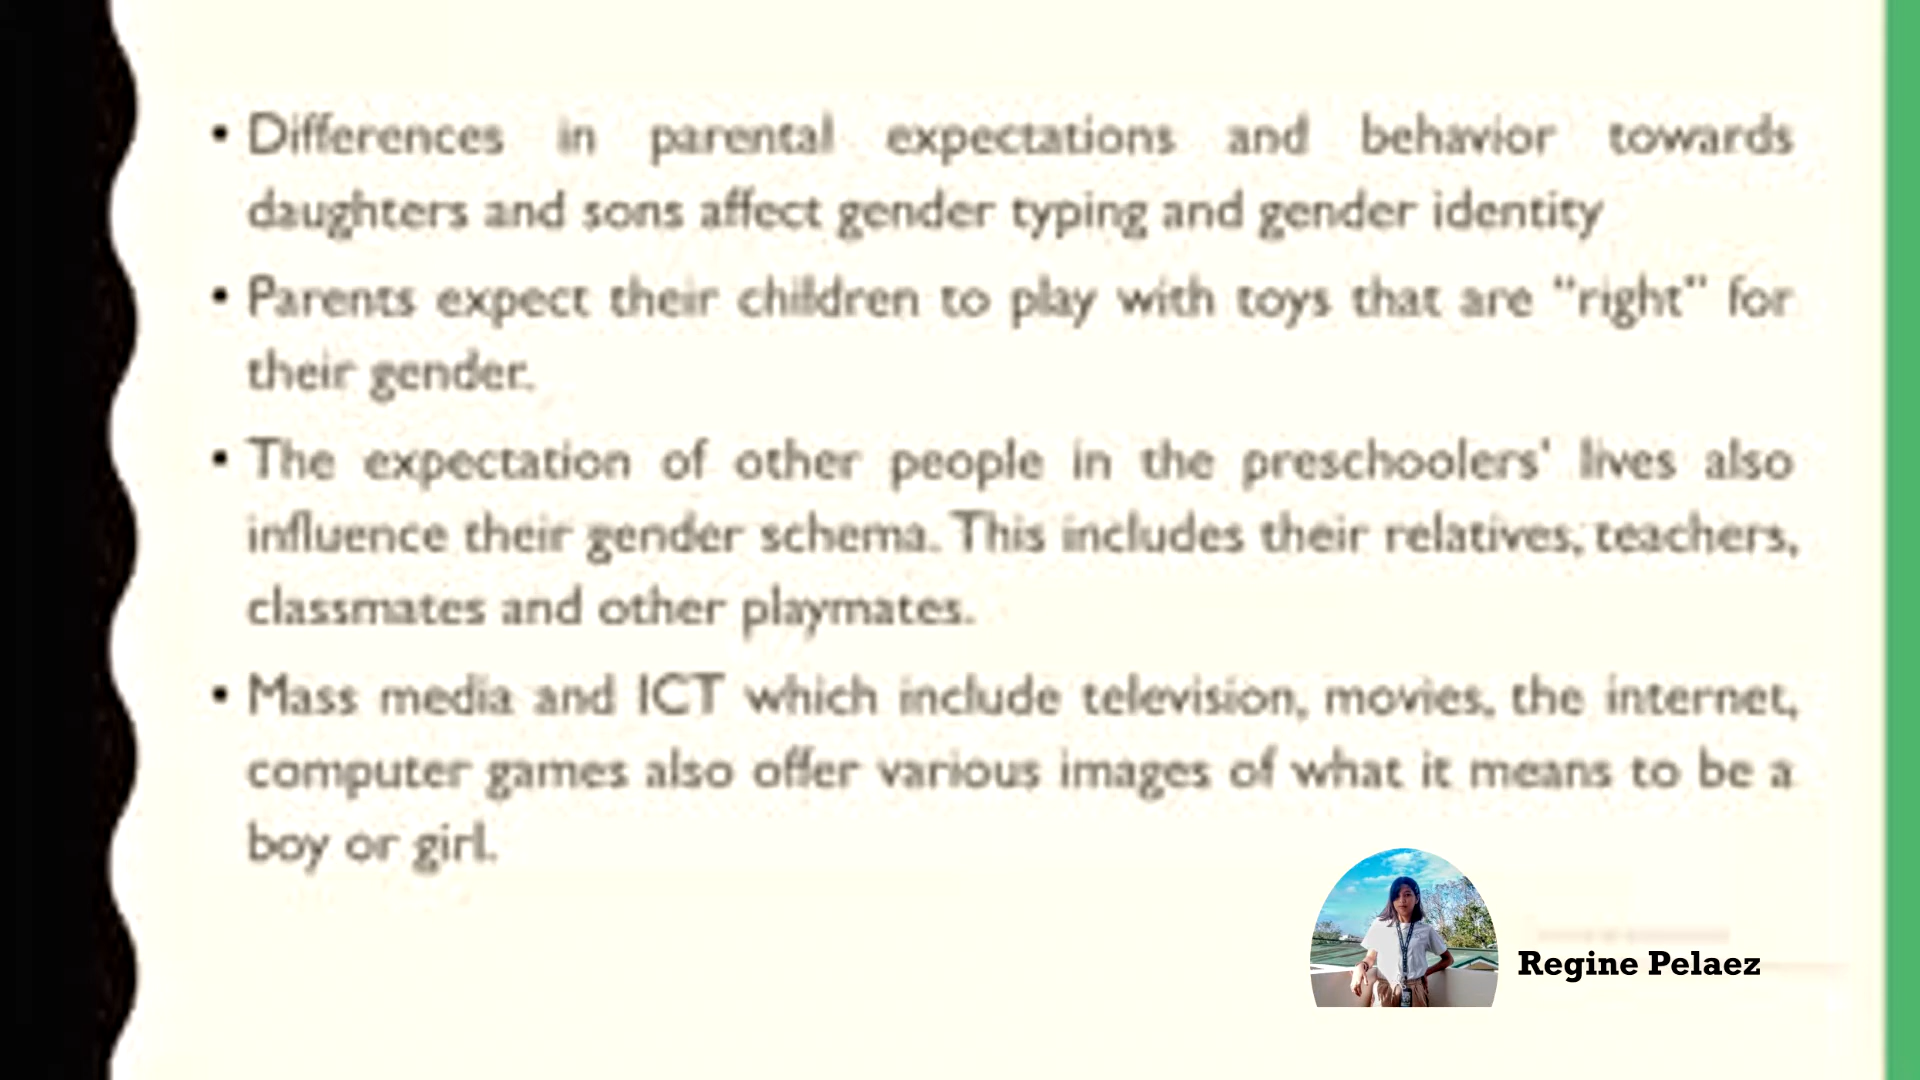 • Differences in parental expectations and behavior towards
daughters and sons affect gender typing and gender identity
• Parents expect their children to play with toys that are “right” for
their gender.
• The expectation of other people in the preschoolers' lives also
influence their gender schema. This includes their relatives, teachers,
classmates and other playmates.
• Mass media and ICT which include television, movies, the internet,
computer games also offer various images of what it means to be a
boy or girl.
Regine Pelaez